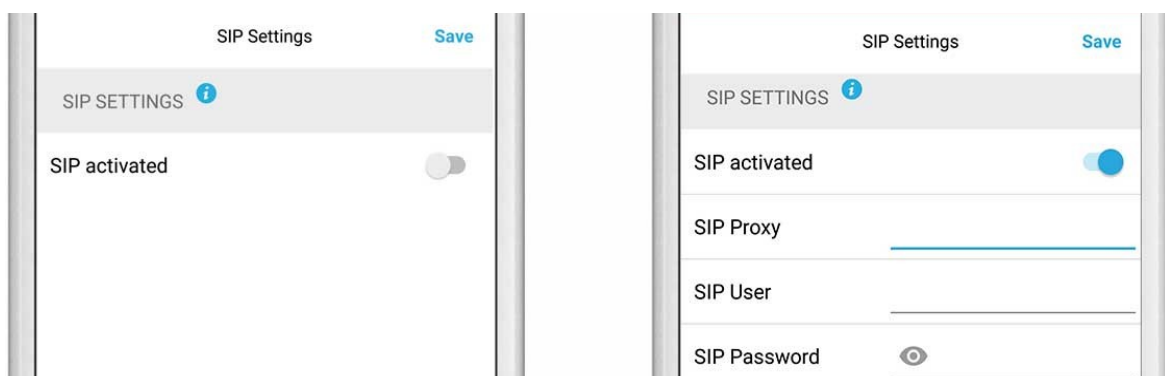 SIP Settings Save
SIP SETTINGS i
SIP activated
SIP Settings Save
SIP SETTINGS i
SIP activated
SIP Proxy
SIP User
SIP Password